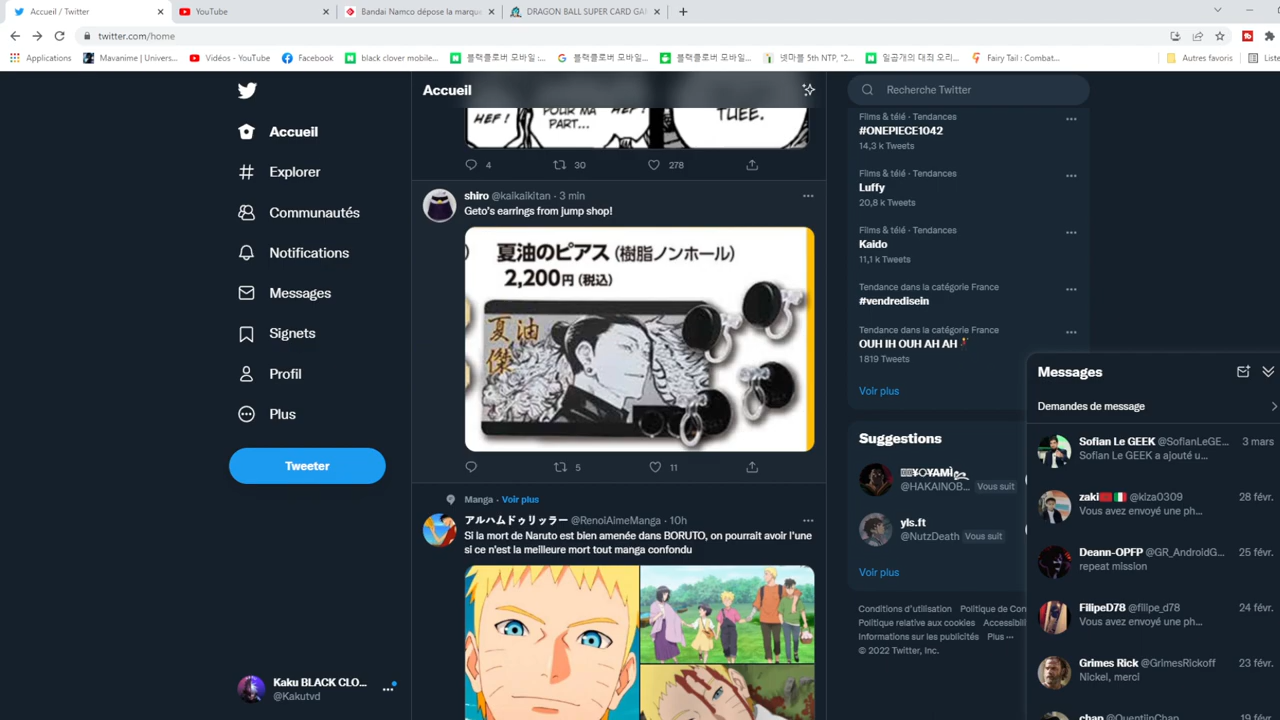 Accueil / Twitter
YouTube
Bandai Namco dépose la marque
DRAGON BALL SUPER CARD GA
twitter.com/home
Applications
Mavanime | Univers...
Vidéos - YouTube
Facebook
black clover mobile...
블랙클로버 모바일 :...
블랙클로버 모바일...
블랙클로버 모바일...
넷마블 5th NTP, "2...
일곱개의 대죄 오리...
Fairy Tail : Combat...
Autres favoris
Liste
Accueil
Explorer
Communautés
Notifications
Messages
Signets
Profil
Plus
Tweeter
Kaku BLACK CLO...
@Kakutvd
Accueil
HEF !
POUR MA
PART...
HEF !
TUÉE.
4
30
278
shiro @kaikaikitan · 3 min
Geto's earrings from jump shop!
夏油のピアス (樹脂ノンホール)
2,200円 (税込)
夏油
傑
5
11
Manga · Voir plus
アルハムドゥリッラー @RenoiAimeManga · 10h
Si la mort de Naruto est bien amenée dans BORUTO, on pourrait avoir l'une
si ce n'est la meilleure mort tout manga confondu
Recherche Twitter
Films & télé · Tendances
#ONEPIECE1042
14,3 k Tweets
Films & télé · Tendances
Luffy
20,8 k Tweets
Films & télé · Tendances
Kaido
11,1 k Tweets
Tendance dans la catégorie France
#vendredisein
Tendance dans la catégorie France
OUH IH OUH AH AH
1 819 Tweets
Voir plus
Suggestions
@HAKAINOB...
Vous suit
yls.ft
@NutzDeath
Vous suit
Voir plus
Conditions d'utilisation
Politique de Con
Politique relative aux cookies
Accessibil
Informations sur les publicités
Plus ···
© 2022 Twitter, Inc.
Messages
Demandes de message
Sofian Le GEEK @SofianLeGE...
3 mars
Sofian Le GEEK a ajouté u...
zaki @kiza0309
28 févr.
Vous avez envoyé une ph...
Deann-OPFP @GR_AndroidG...
25 févr.
repeat mission
FilipeD78 @filipe_d78
24 févr.
Vous avez envoyé une ph...
Grimes Rick @GrimesRickoff
23 févr.
Nickel, merci
chap @QuentiinChap
19 févr.